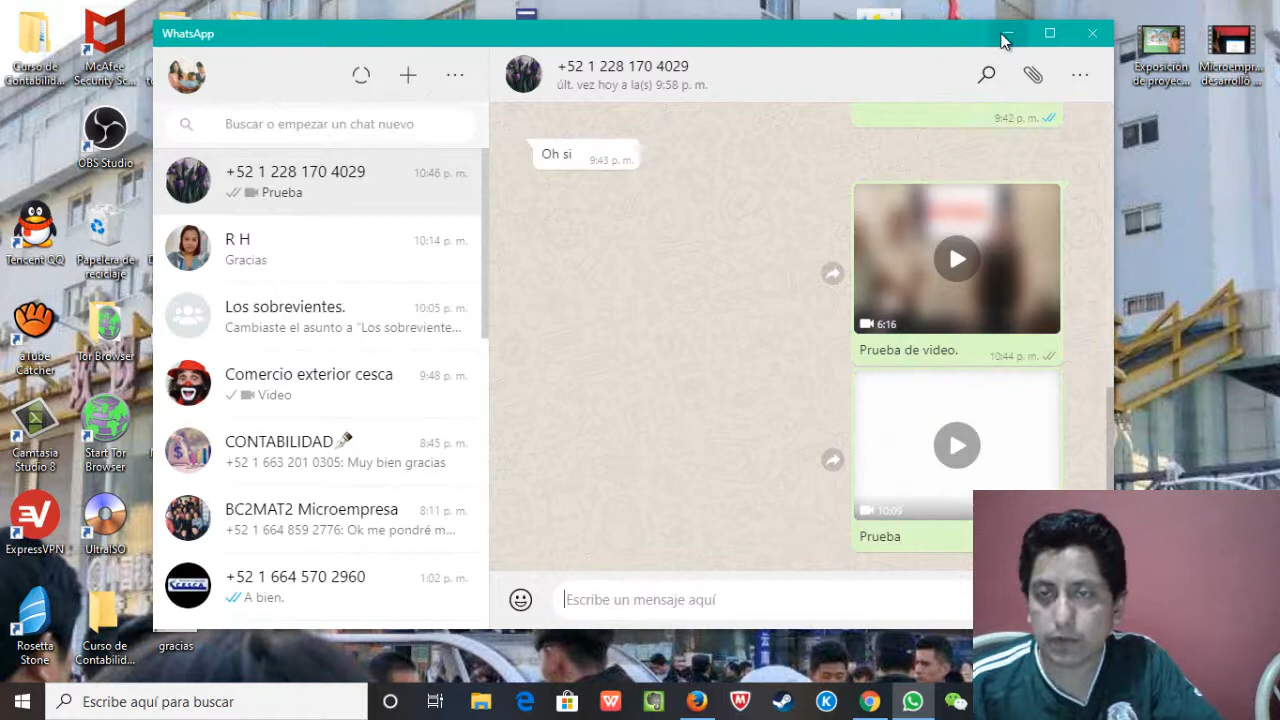 Curso de
Contabilid...
McAfee
Security Sc...
OBS Studio
Tencent QQ
Papelera de
reciclaje
aTube
Catcher
Tor Browser
Camtasia
Studio 8
Start Tor
Browser
ExpressVPN
UltraISO
Rosetta
Stone
Curso de
Contabilid...
gracias
Exposición
de proyec...
Microempr...
desarrolló ...
WhatsApp
Buscar o empezar un chat nuevo
+52 1 228 170 4029
10:46 p. m.
Prueba
R H
10:14 p. m.
Gracias
Los sobrevientes.
10:05 p. m.
Cambiaste el asunto a "Los sobreviente...
Comercio exterior cesca
9:48 p. m.
Video
CONTABILIDAD
8:45 p. m.
+52 1 663 201 0305: Muy bien gracias
BC2MAT2 Microempresa
8:11 p. m.
+52 1 664 859 2776: Ok me pondré m...
+52 1 664 570 2960
1:02 p. m.
CESCA
A bien.
+52 1 228 170 4029
últ. vez hoy a la(s) 9:58 p. m.
9:42 p. m.
Oh si
9:43 p. m.
6:16
Prueba de video.
10:44 p. m.
10:09
Prueba
Escribe un mensaje aquí
Escribe aquí para buscar